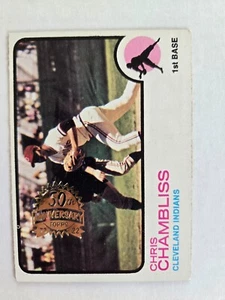 1st BASE
50th
ANNIVERSARY
TOPPS
CHRIS
CHAMBLISS
CLEVELAND INDIANS